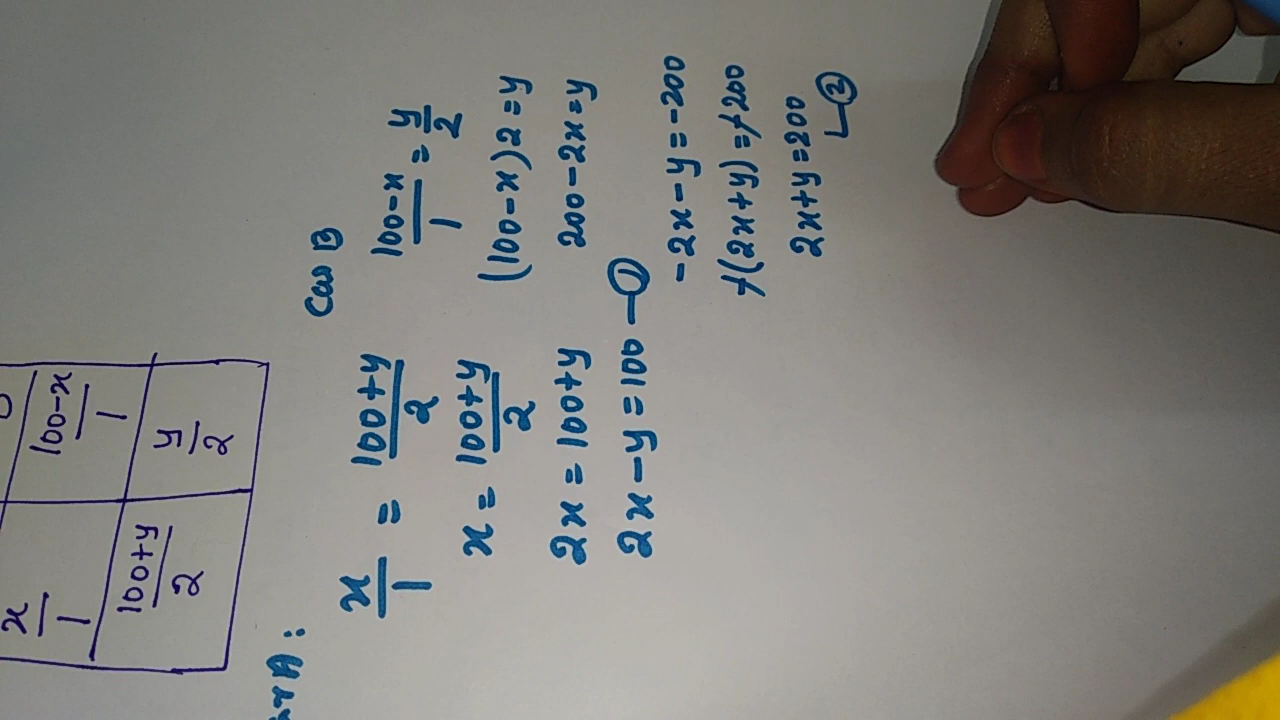 x/1 100-x/1
100+y/2 y/2
A :
Car B
x/1 = 100+y/2
x = 100+y/2
2x = 100+y
2x - y = 100 - ①
100-x/1 = y/2
(100-x)2 = y
200-2x = y
-2x-y = -200
-(2x+y) = -200
2x+y = 200
②